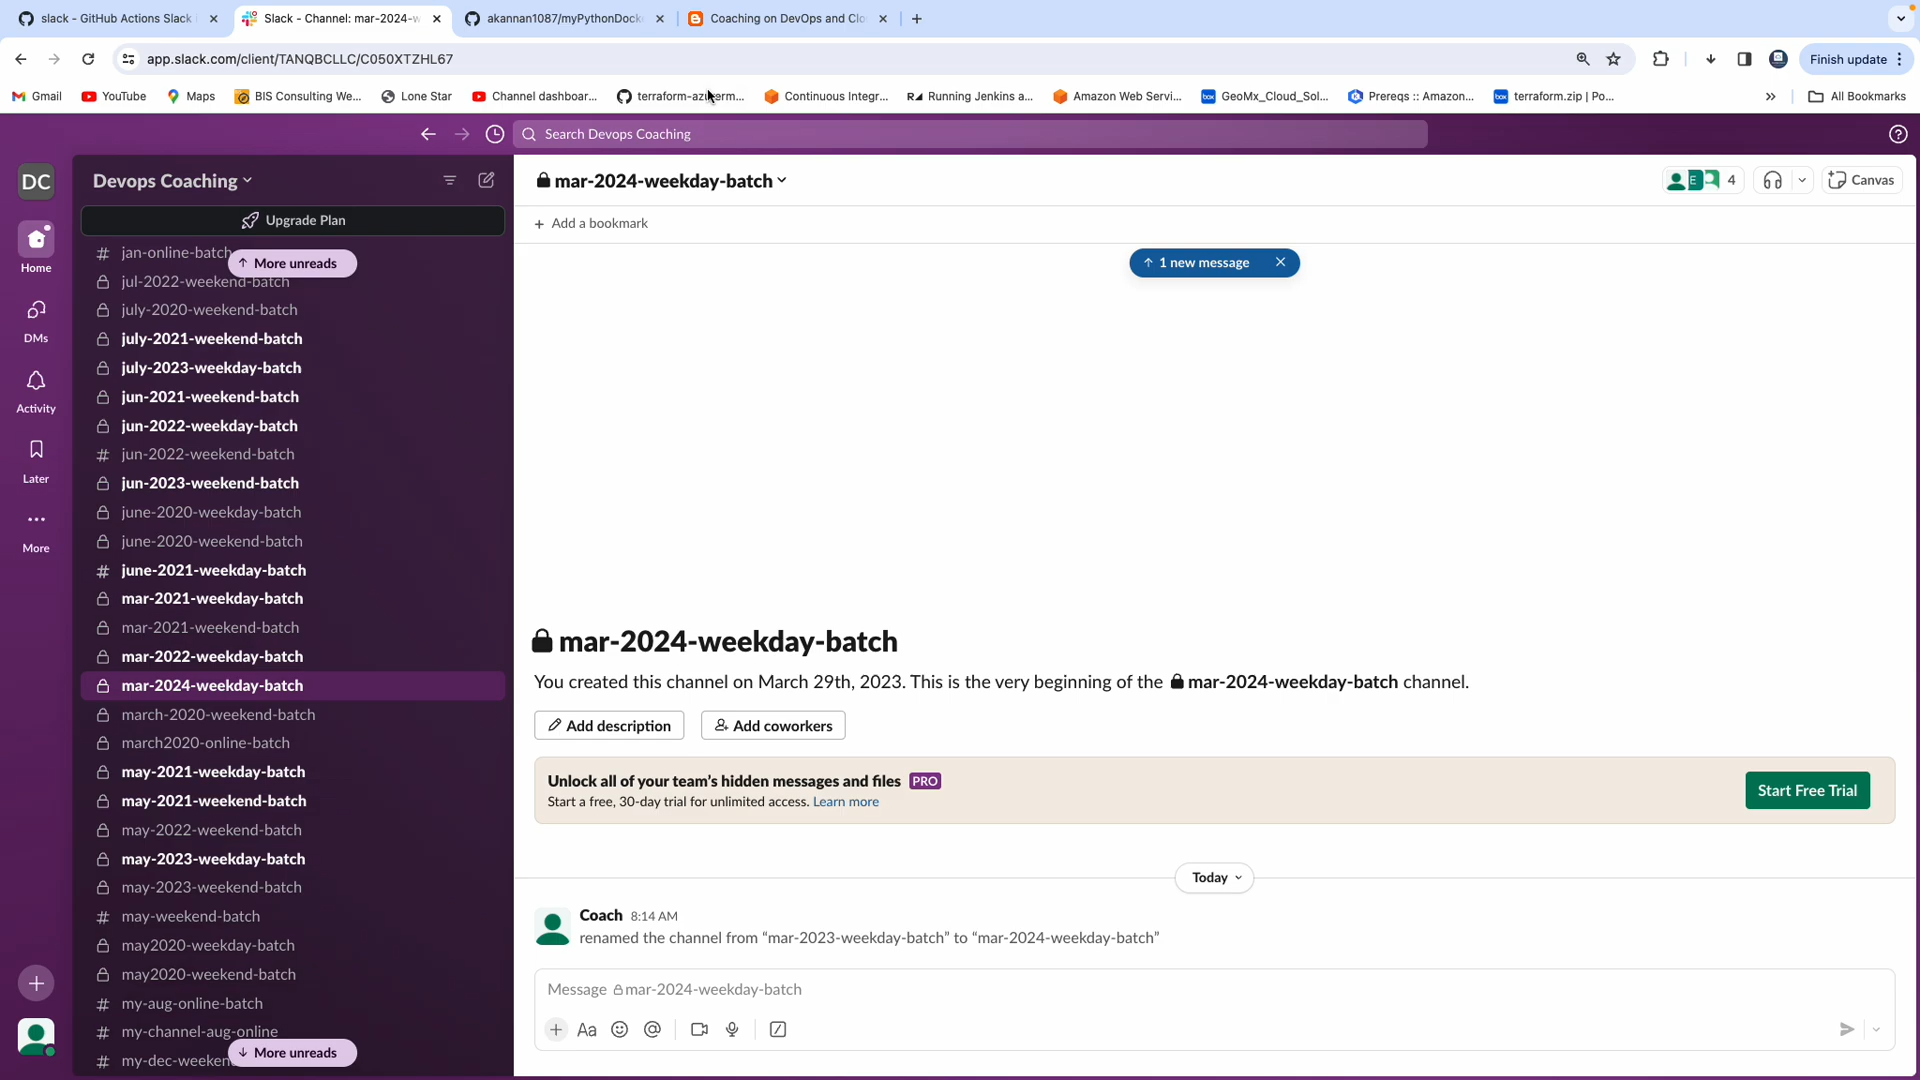 slack - GitHub Actions Slack
Slack - Channel: mar-2024-w
akannan1087/myPythonDock
Coaching on DevOps and Clo
app.slack.com/client/TANQBCLLC/C050XTZHL67
Finish update
Gmail
YouTube
Maps
BIS Consulting We...
Lone Star
Channel dashboar...
terraform-azurerm...
Continuous Integr...
Running Jenkins a...
Amazon Web Servi...
GeoMx_Cloud_Sol...
Prereqs :: Amazon...
terraform.zip | Po...
All Bookmarks
Search Devops Coaching
DC
Home
DMs
Activity
Later
More
Devops Coaching
Upgrade Plan
jan-online-batch
More unreads
jul-2022-weekend-batch
july-2020-weekend-batch
july-2021-weekend-batch
july-2023-weekday-batch
jun-2021-weekend-batch
jun-2022-weekday-batch
jun-2022-weekend-batch
jun-2023-weekend-batch
june-2020-weekday-batch
june-2020-weekend-batch
june-2021-weekday-batch
mar-2021-weekday-batch
mar-2021-weekend-batch
mar-2022-weekday-batch
mar-2024-weekday-batch
march-2020-weekend-batch
march2020-online-batch
may-2021-weekday-batch
may-2021-weekend-batch
may-2022-weekend-batch
may-2023-weekday-batch
may-2023-weekend-batch
may-weekend-batch
may2020-weekday-batch
may2020-weekend-batch
my-aug-online-batch
my-channel-aug-online
my-dec-weeken
More unreads
mar-2024-weekday-batch
4
Canvas
Add a bookmark
1 new message
mar-2024-weekday-batch
You created this channel on March 29th, 2023. This is the very beginning of the mar-2024-weekday-batch channel.
Add description
Add coworkers
Unlock all of your team’s hidden messages and files PRO
Start a free, 30-day trial for unlimited access. Learn more
Start Free Trial
Today
Coach 8:14 AM
renamed the channel from “mar-2023-weekday-batch” to “mar-2024-weekday-batch”
Message mar-2024-weekday-batch
Aa